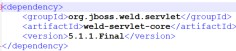 <dependency>
<groupId>org.jboss.weld.servlet</groupId>
<artifactId>weld-servlet-core</artifactId>
<version>5.1.1.Final</version>
</dependency>